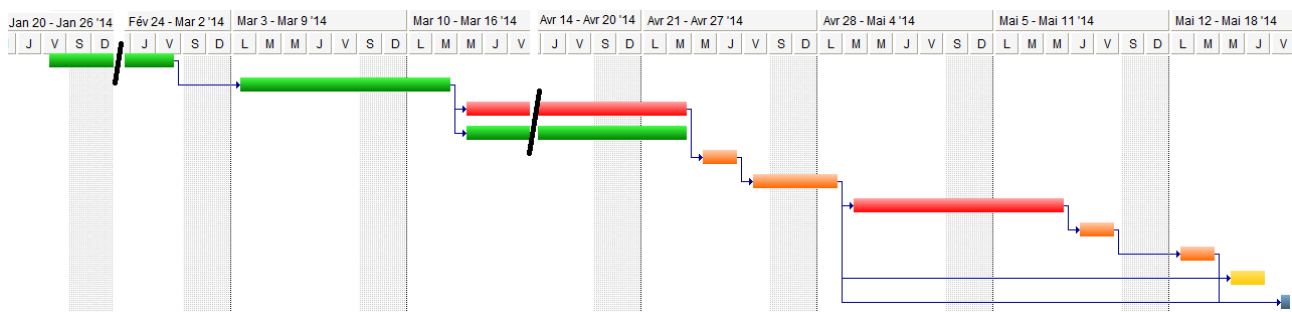 Jan 20 - Jan 26 '14 Fév 24 - Mar 2 '14 Mar 3 - Mar 9 '14 Mar 10 - Mar 16 '14 Avr 14 - Avr 20 '14 Avr 21 - Avr 27 '14 Avr 28 - Mai 4 '14 Mai 5 - Mai 11 '14 Mai 12 - Mai 18 '14
J V S D J V S D L M M J V S D L M M J V J V S D L M M J V S D L M M J V S D L M M J V S D L M M J V